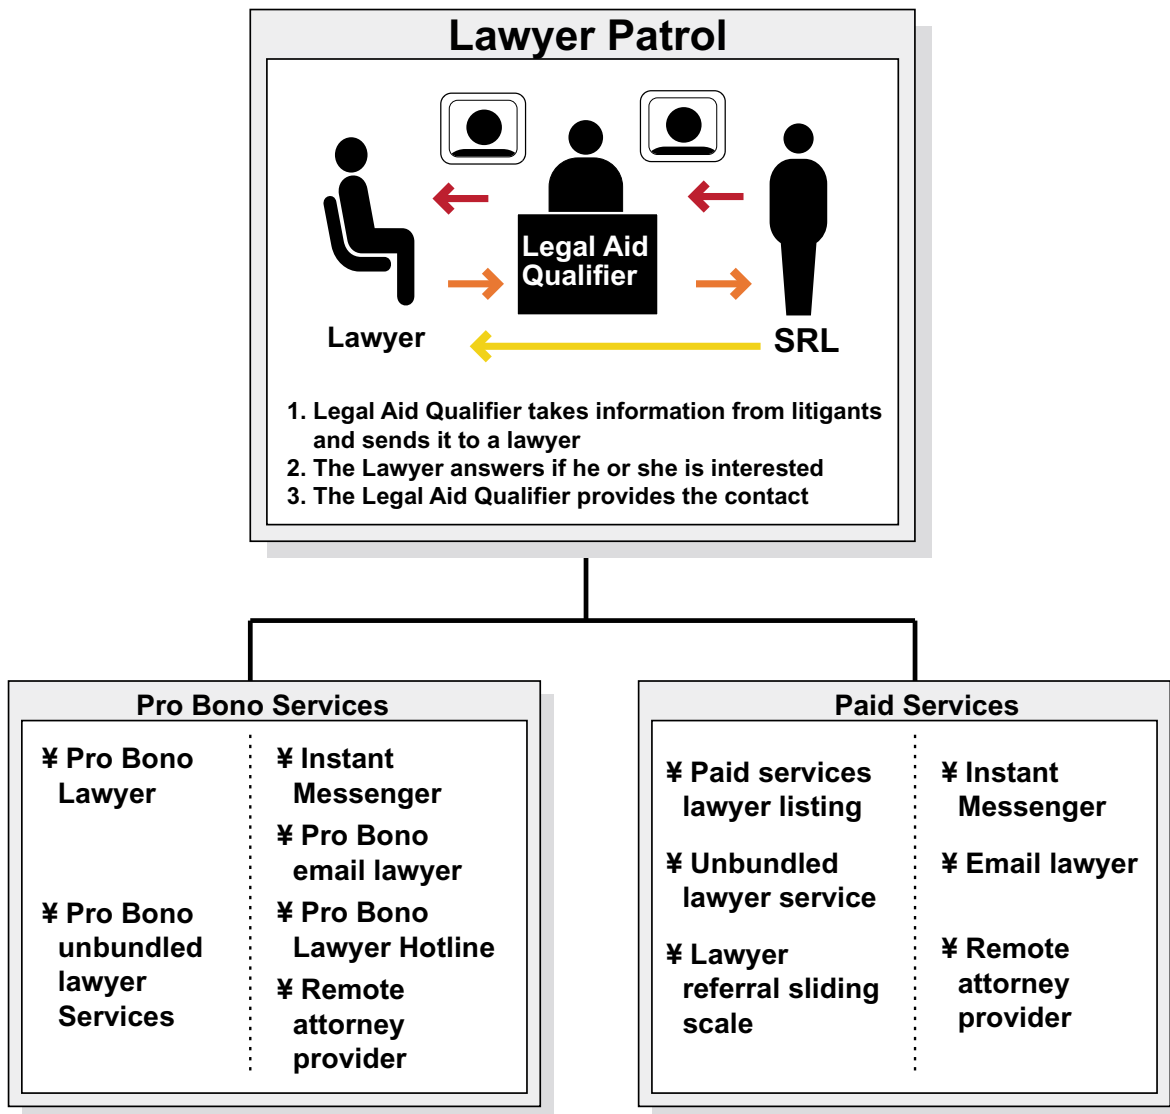 Lawyer Patrol
Legal Aid
Qualifier
Lawyer
SRL
1. Legal Aid Qualifier takes information from litigants
and sends it to a lawyer
2. The Lawyer answers if he or she is interested
3. The Legal Aid Qualifier provides the contact
Pro Bono Services
¥ Pro Bono
Lawyer
¥ Pro Bono
unbundled
lawyer
Services
¥ Instant
Messenger
¥ Pro Bono
email lawyer
¥ Pro Bono
Lawyer Hotline
¥ Remote
attorney
provider
Paid Services
¥ Paid services
lawyer listing
¥ Unbundled
lawyer service
¥ Lawyer
referral sliding
scale
¥ Instant
Messenger
¥ Email lawyer
¥ Remote
attorney
provider